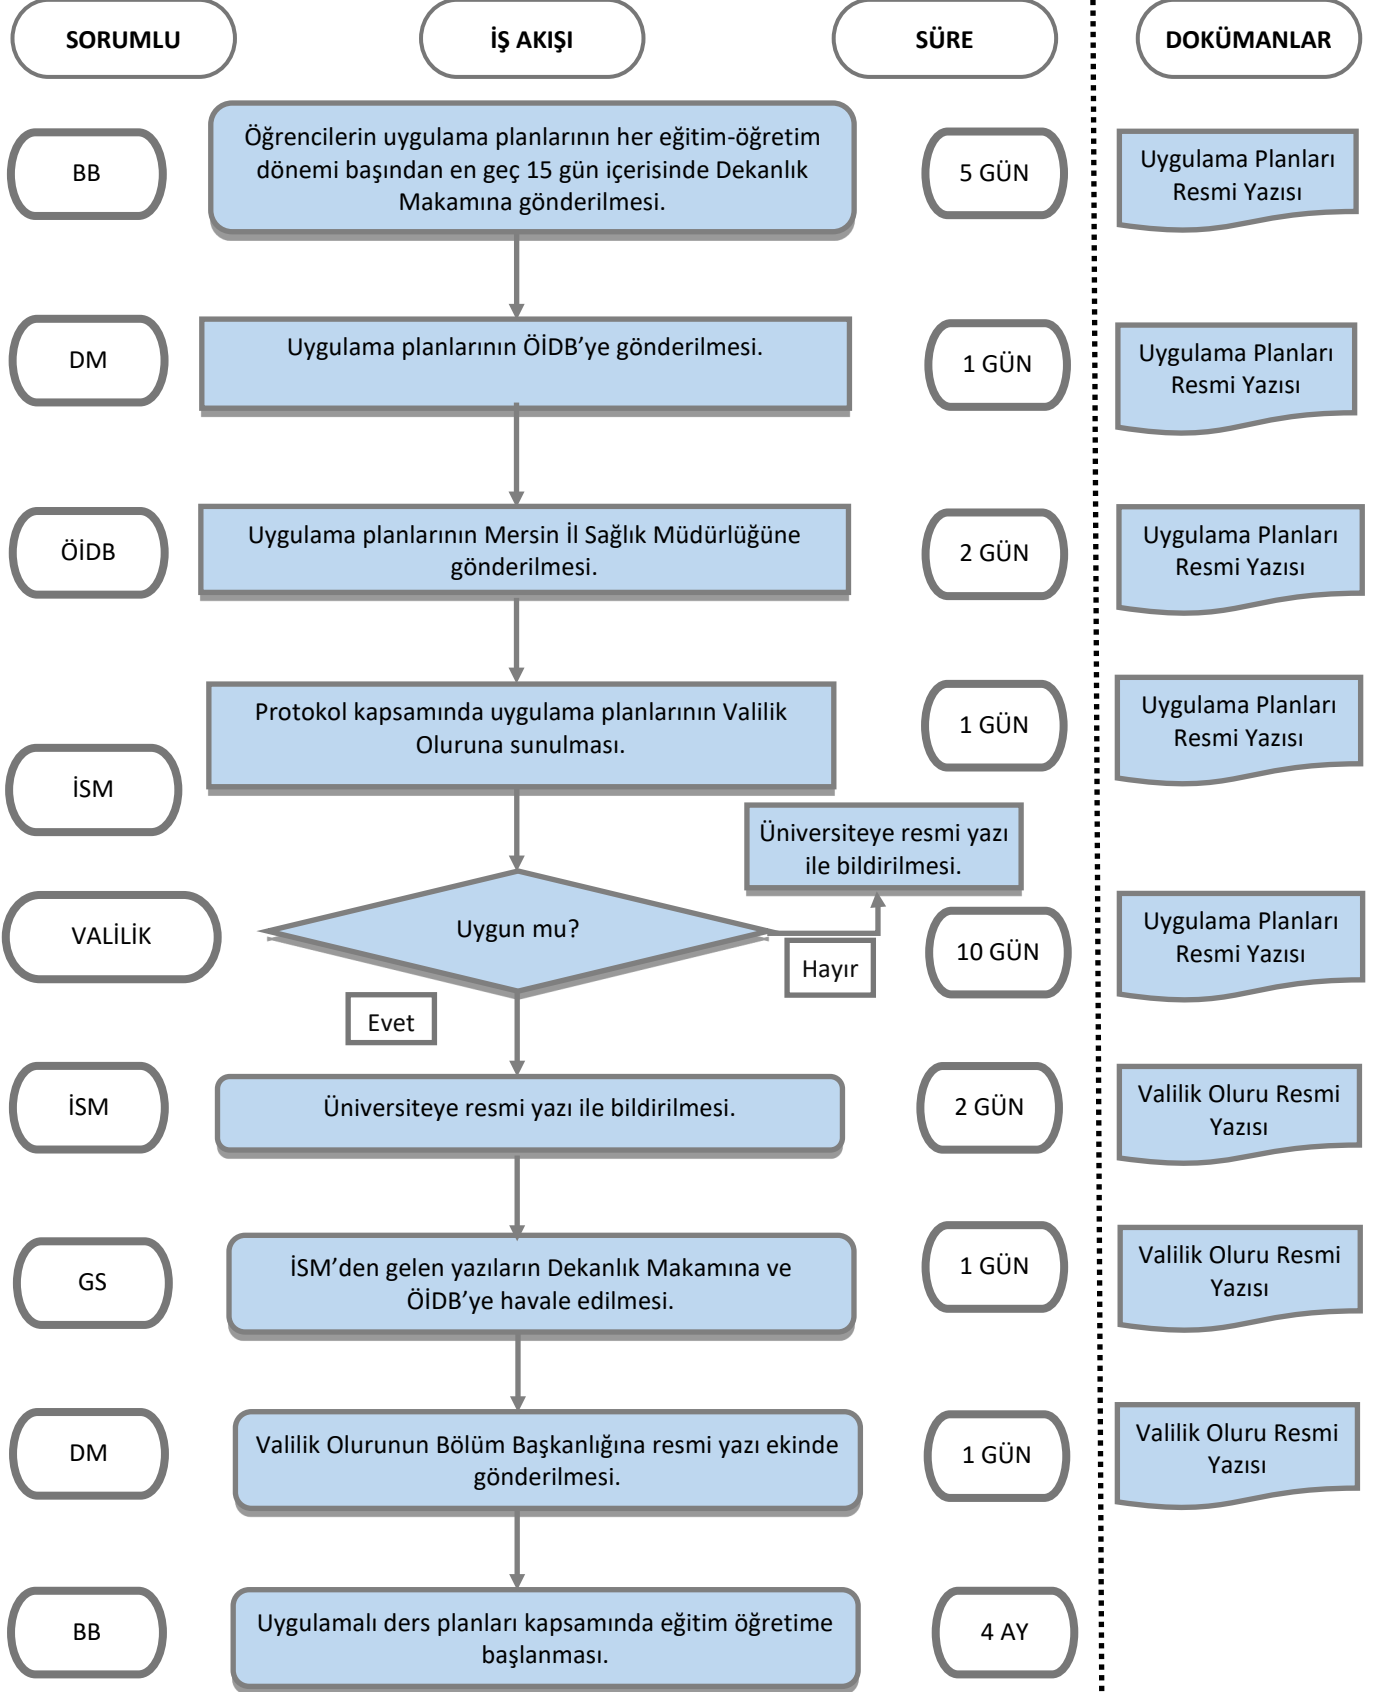 SORUMLU
İŞ AKIŞI
SÜRE
DOKÜMANLAR
BB
Öğrencilerin uygulama planlarının her eğitim-öğretim
dönemi başından en geç 15 gün içerisinde Dekanlık
Makamına gönderilmesi.
5 GÜN
Uygulama Planları
Resmi Yazısı
DM
Uygulama planlarının ÖİDB’ye gönderilmesi.
1 GÜN
Uygulama Planları
Resmi Yazısı
ÖİDB
Uygulama planlarının Mersin İl Sağlık Müdürlüğüne
gönderilmesi.
2 GÜN
Uygulama Planları
Resmi Yazısı
İSM
Protokol kapsamında uygulama planlarının Valilik
Oluruna sunulması.
1 GÜN
Uygulama Planları
Resmi Yazısı
Üniversiteye resmi yazı
ile bildirilmesi.
VALİLİK
Uygun mu?
Hayır
Evet
10 GÜN
Uygulama Planları
Resmi Yazısı
İSM
Üniversiteye resmi yazı ile bildirilmesi.
2 GÜN
Valilik Oluru Resmi
Yazısı
GS
İSM’den gelen yazıların Dekanlık Makamına ve
ÖİDB’ye havale edilmesi.
1 GÜN
Valilik Oluru Resmi
Yazısı
DM
Valilik Olurunun Bölüm Başkanlığına resmi yazı ekinde
gönderilmesi.
1 GÜN
Valilik Oluru Resmi
Yazısı
BB
Uygulamalı ders planları kapsamında eğitim öğretime
başlanması.
4 AY